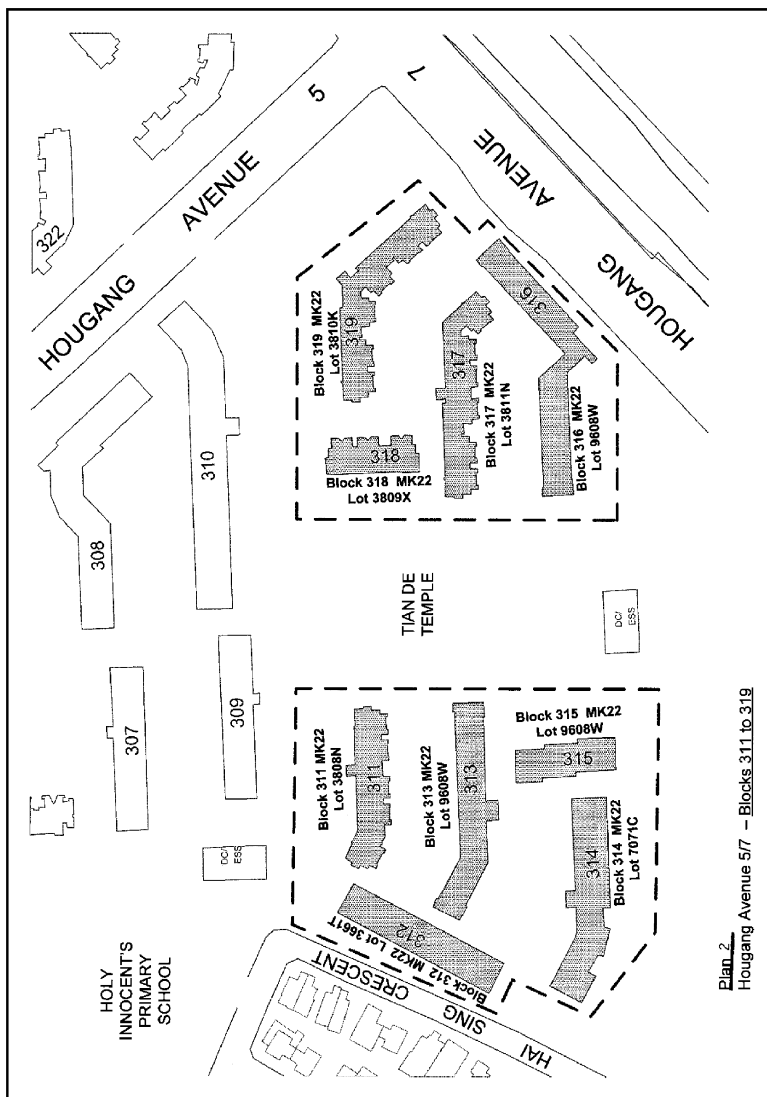 322
HOUGANG AVENUE 5
7
HOUGANG AVENUE
308
310
307
309
HOLY
INNOCENT'S
PRIMARY
SCHOOL
DC/
ESS
Block 319 MK22
Lot 3810K
319
318
Block 318 MK22
Lot 3809X
317
Block 317 MK22
Lot 3811N
316
Block 316 MK22
Lot 9608W
TIAN DE
TEMPLE
DC/
ESS
Block 311 MK22
Lot 3808N
311
Block 313 MK22
Lot 9608W
313
Block 315 MK22
Lot 9608W
315
314
Block 314 MK22
Lot 7071C
312
Block 312 MK22 Lot 3661T
HAI SING CRESCENT
Plan 2
Hougang Avenue 5/7 – Blocks 311 to 319